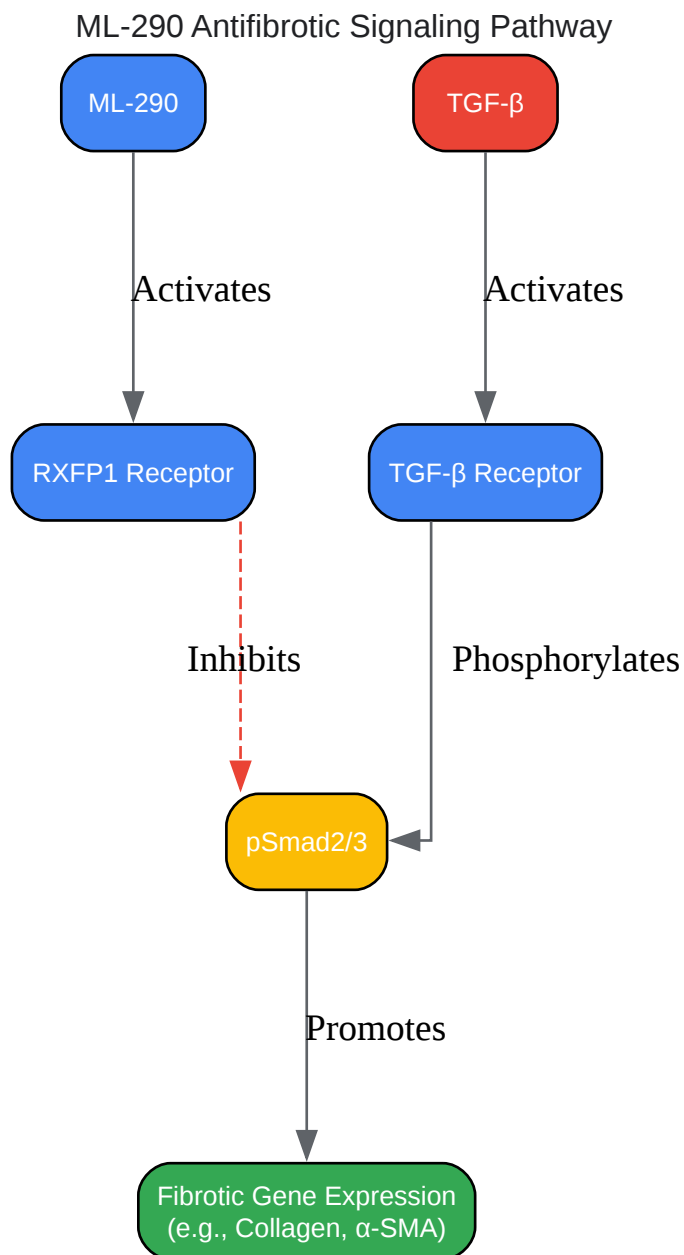 ML-290 Antifibrotic Signaling Pathway
ML-290
TGF-β
Activates
Activates
RXFP1 Receptor
TGF-β Receptor
Inhibits
Phosphorylates
pSmad2/3
Promotes
Fibrotic Gene Expression
(e.g., Collagen, α-SMA)